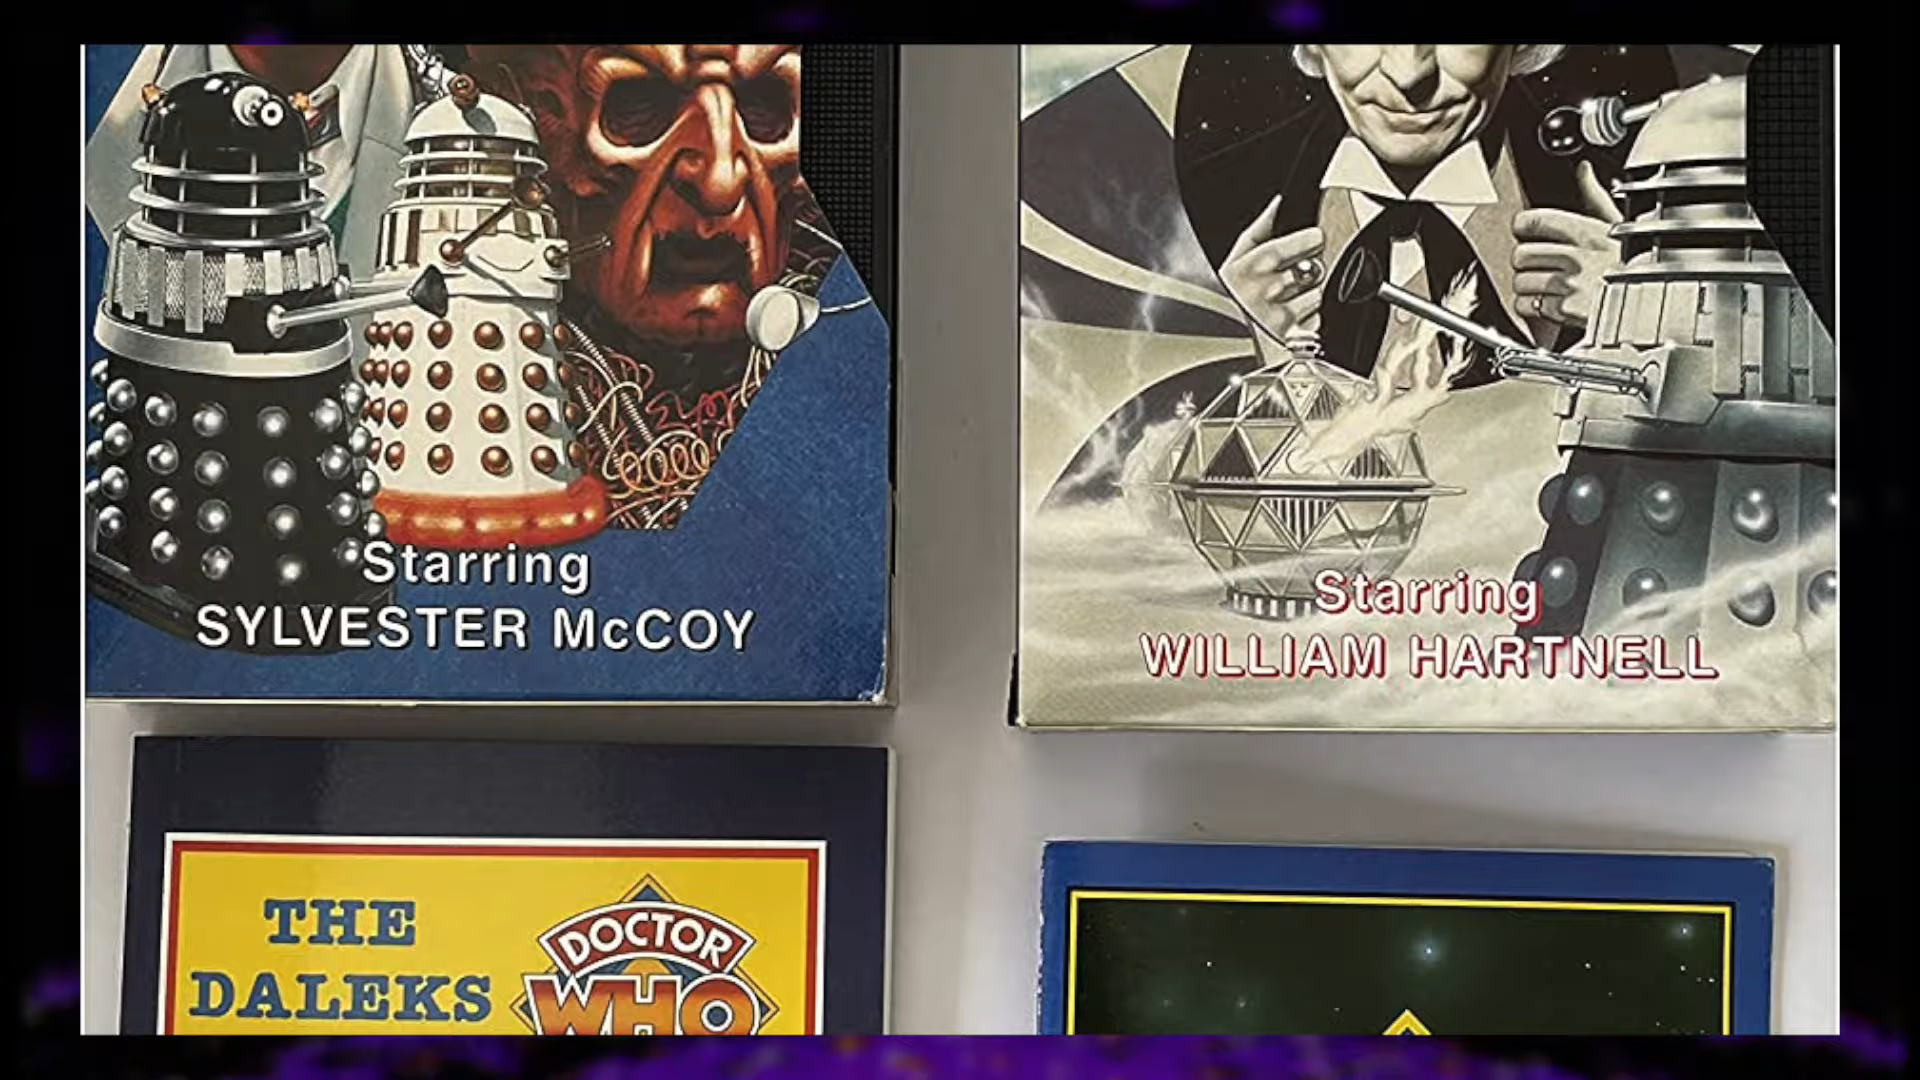 Starring
SYLVESTER McCOY
Starring
WILLIAM HARTNELL
THE
DALEKS
DOCTOR
WHO